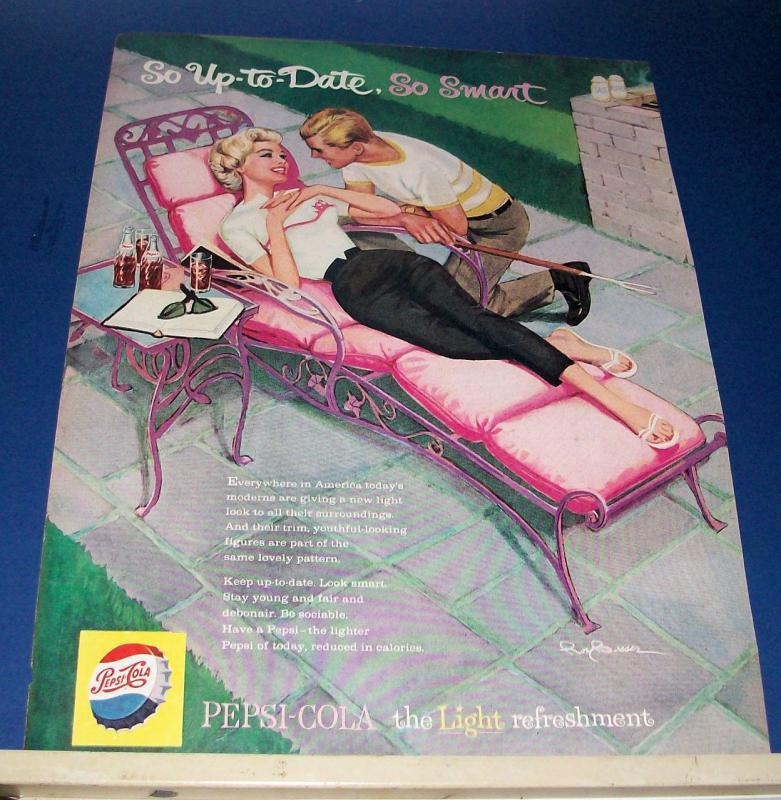 So Up-to-Date, So Smart
Everywhere in America today's
moderns are giving a new light
look to all their surroundings.
And their trim, youthful-looking
figures are part of the
same lovely pattern.
Keep up-to-date. Look smart.
Stay young and fair and
debonair. Be sociable.
Have a Pepsi–the lighter
Pepsi of today, reduced in calories.
PEPSI-COLA
PEPSI-COLA the Light refreshment